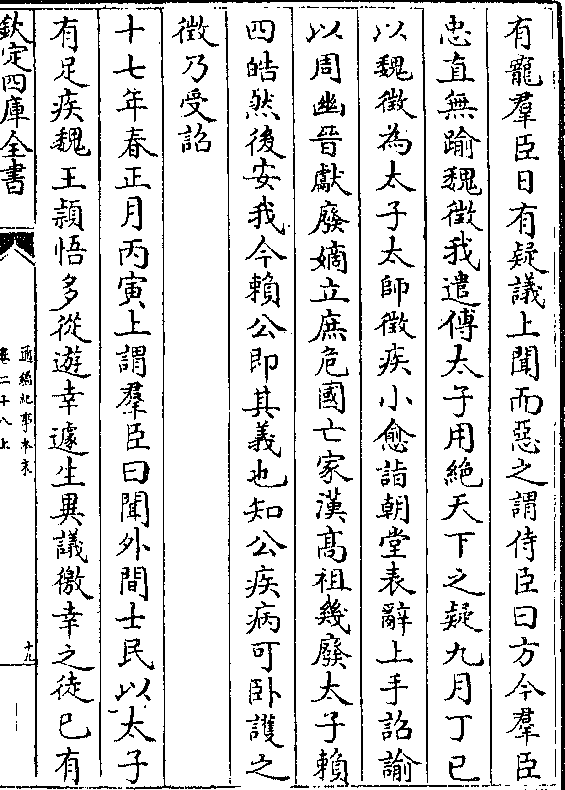 有寵羣臣日有疑議上聞而惡之謂侍臣曰方今羣臣
忠直無踰魏徵我遣傅太子用絶天下之疑九月丁巳
以魏徵為太子太師徵疾小愈詣朝堂表辭上手詔諭
以周幽晉獻廢嫡立庶危國亡家漢髙祖幾廢太子賴
四皓然後安我今賴公即其義也知公疾病可卧護之
徵乃受詔
十七年春正月丙寅上謂羣臣曰聞外間士民以太子
有足疾魏王頴悟多從遊幸遽生異議徼幸之徒已有
欽定四庫全書
通鑑紀事本末
卷二十八上
十九